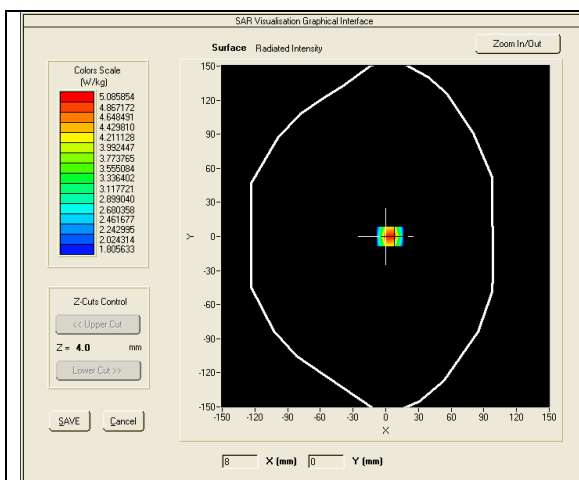 SAR Visualisation Graphical Interface
Surface Radiated Intensity
Zoom In/Out
Colors Scale
(W/kg)
5.085854
4.867172
4.648491
4.429810
4.211128
3.992447
3.773765
3.555084
3.336402
3.117721
2.899040
2.680358
2.461677
2.242995
2.024314
1.805633
Z-Cuts Control
<< Upper Cut
Z = 4.0 mm
Lower Cut >>
SAVE Cancel
150
120
90
60
30
0
-30
-60
-90
-120
-150
Y
-150 -120 -90 -60 -30 0 30 60 90 120 150
X
8 X (mm) 0 Y (mm)